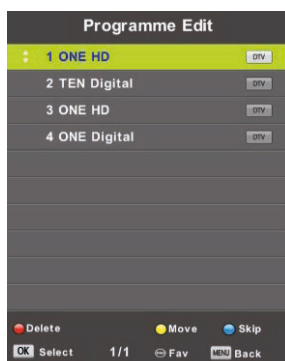 Programme Edit
1 ONE HD DTV
2 TEN Digital DTV
3 ONE HD DTV
4 ONE Digital DTV
Delete Move Skip
OK Select 1/1 Fav MENU Back